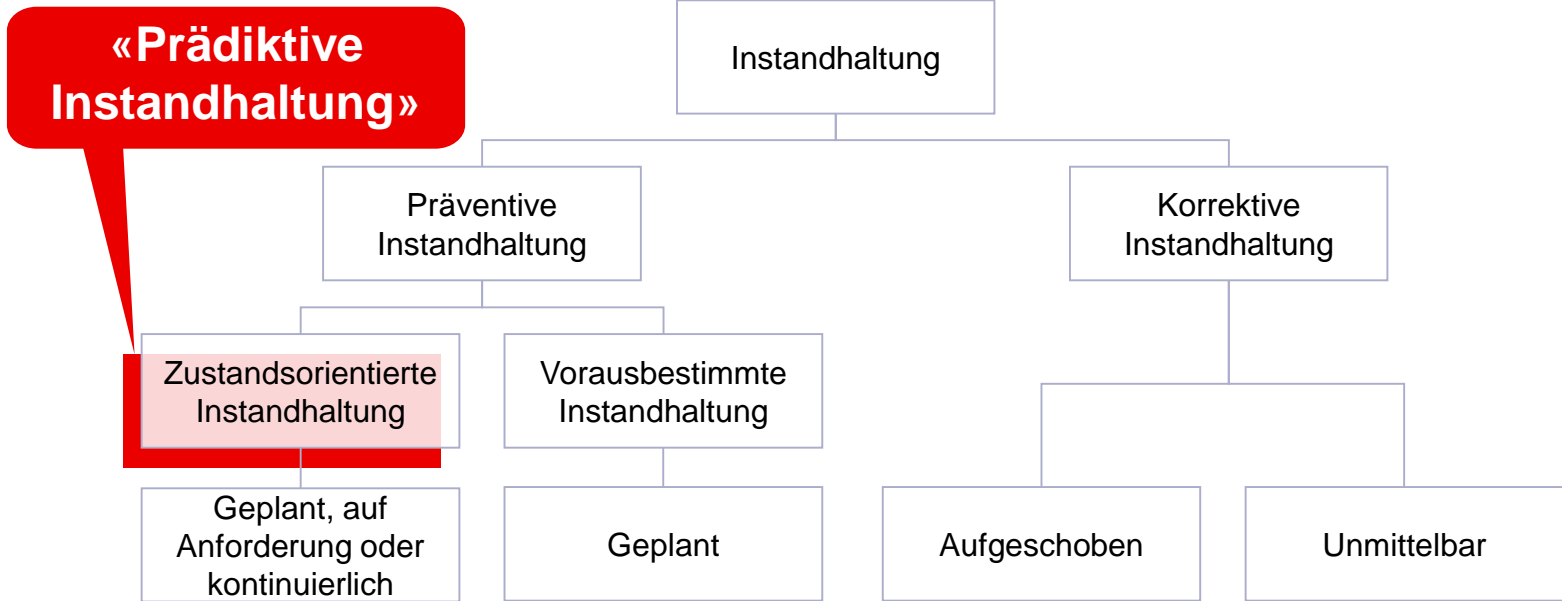 «Prädiktive
Instandhaltung»
Instandhaltung
Präventive
Instandhaltung
Korrektive
Instandhaltung
Zustandsorientierte
Instandhaltung
Vorausbestimmte
Instandhaltung
Geplant, auf
Anforderung oder
kontinuierlich
Geplant
Aufgeschoben
Unmittelbar